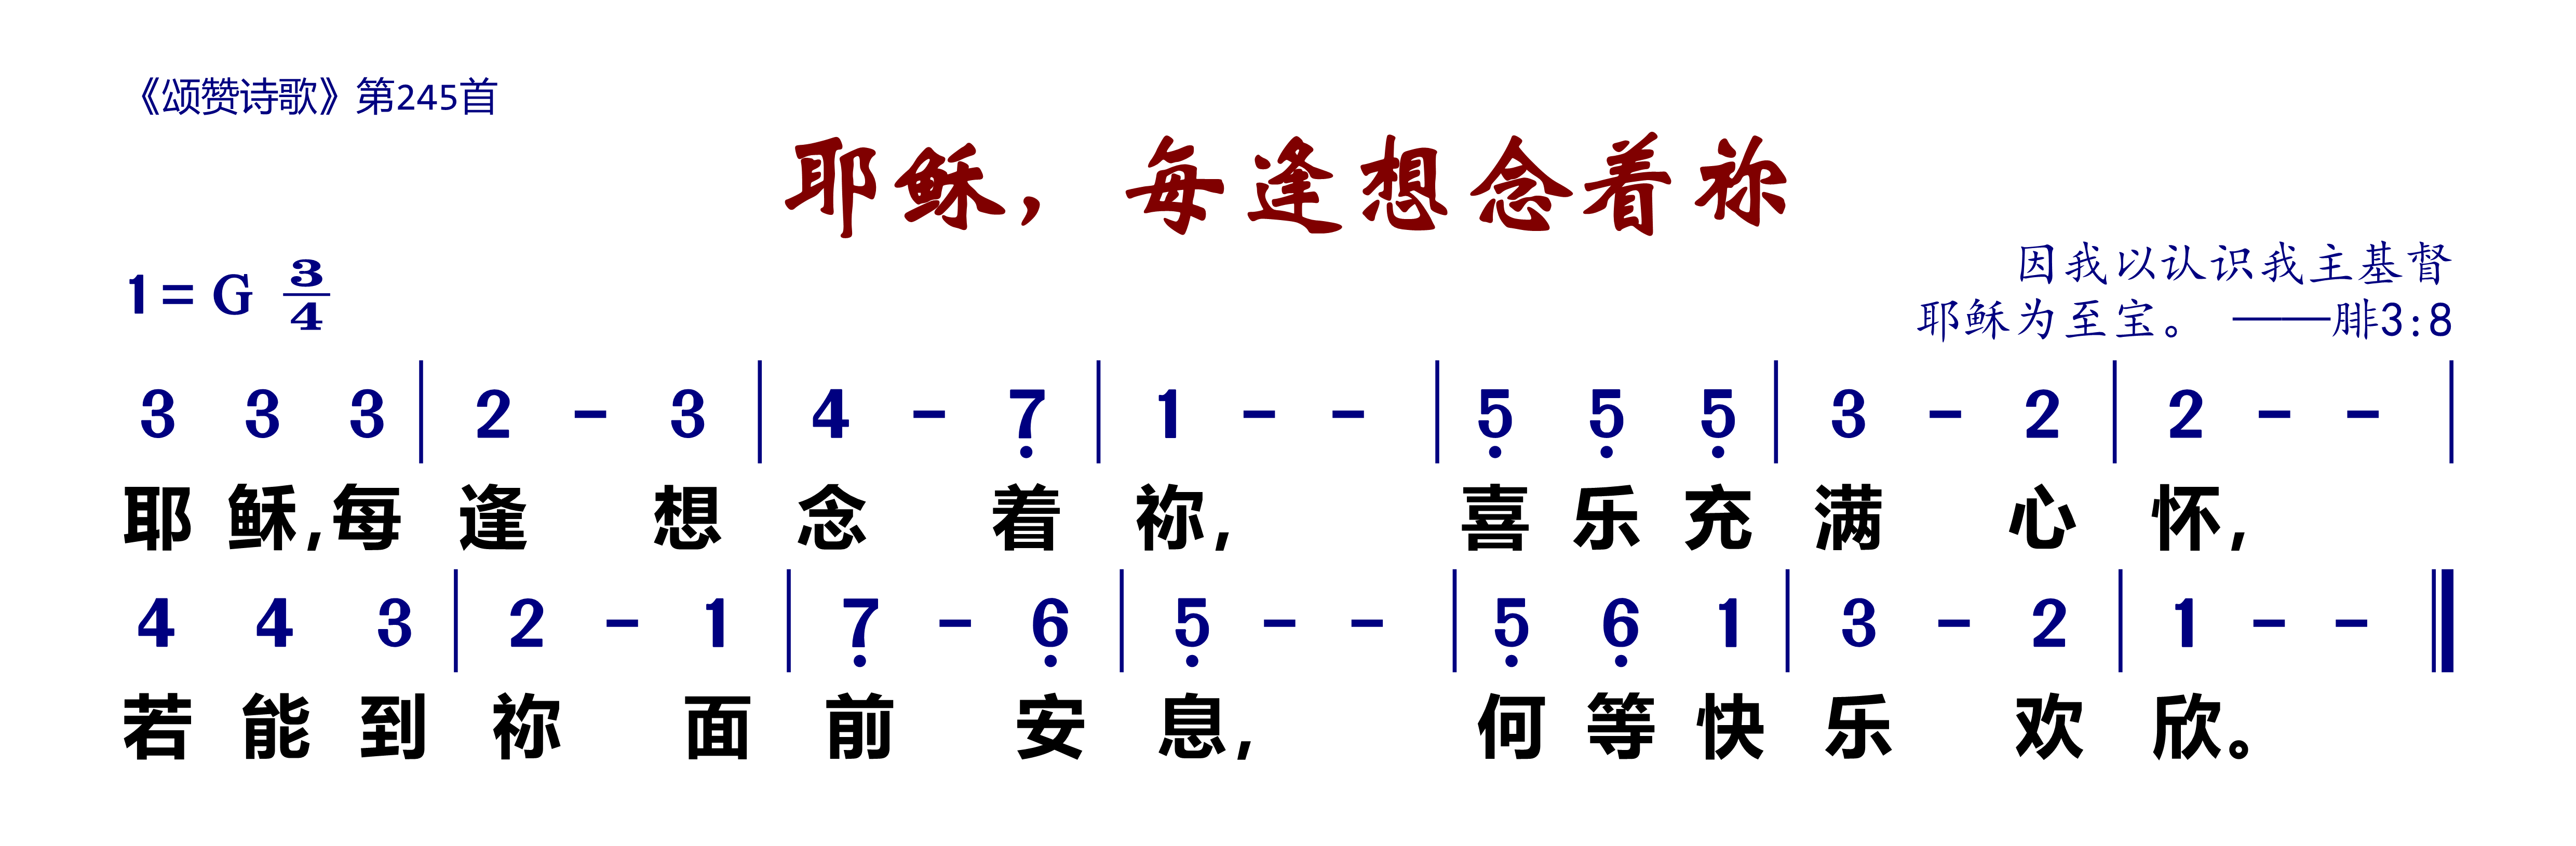 《颂赞诗歌》第245首
耶稣，每逢想念着祢
因我以认识我主基督
1= G 3/4
耶稣为至宝。 ——腓3:8
3 3 3 | 2 - 3 | 4 - 7̣ | 1 - - | 5̣ 5̣ 5̣ | 3 - 2 | 2 - - |
耶 稣,每 逢 想 念 着 祢, 喜 乐 充 满 心 怀,
4 4 3 | 2 - 1 | 7̣ - 6̣ | 5̣ - - | 5̣ 6̣ 1 | 3 - 2 | 1 - - ‖
若 能 到 祢 面 前 安 息, 何 等 快 乐 欢 欣。